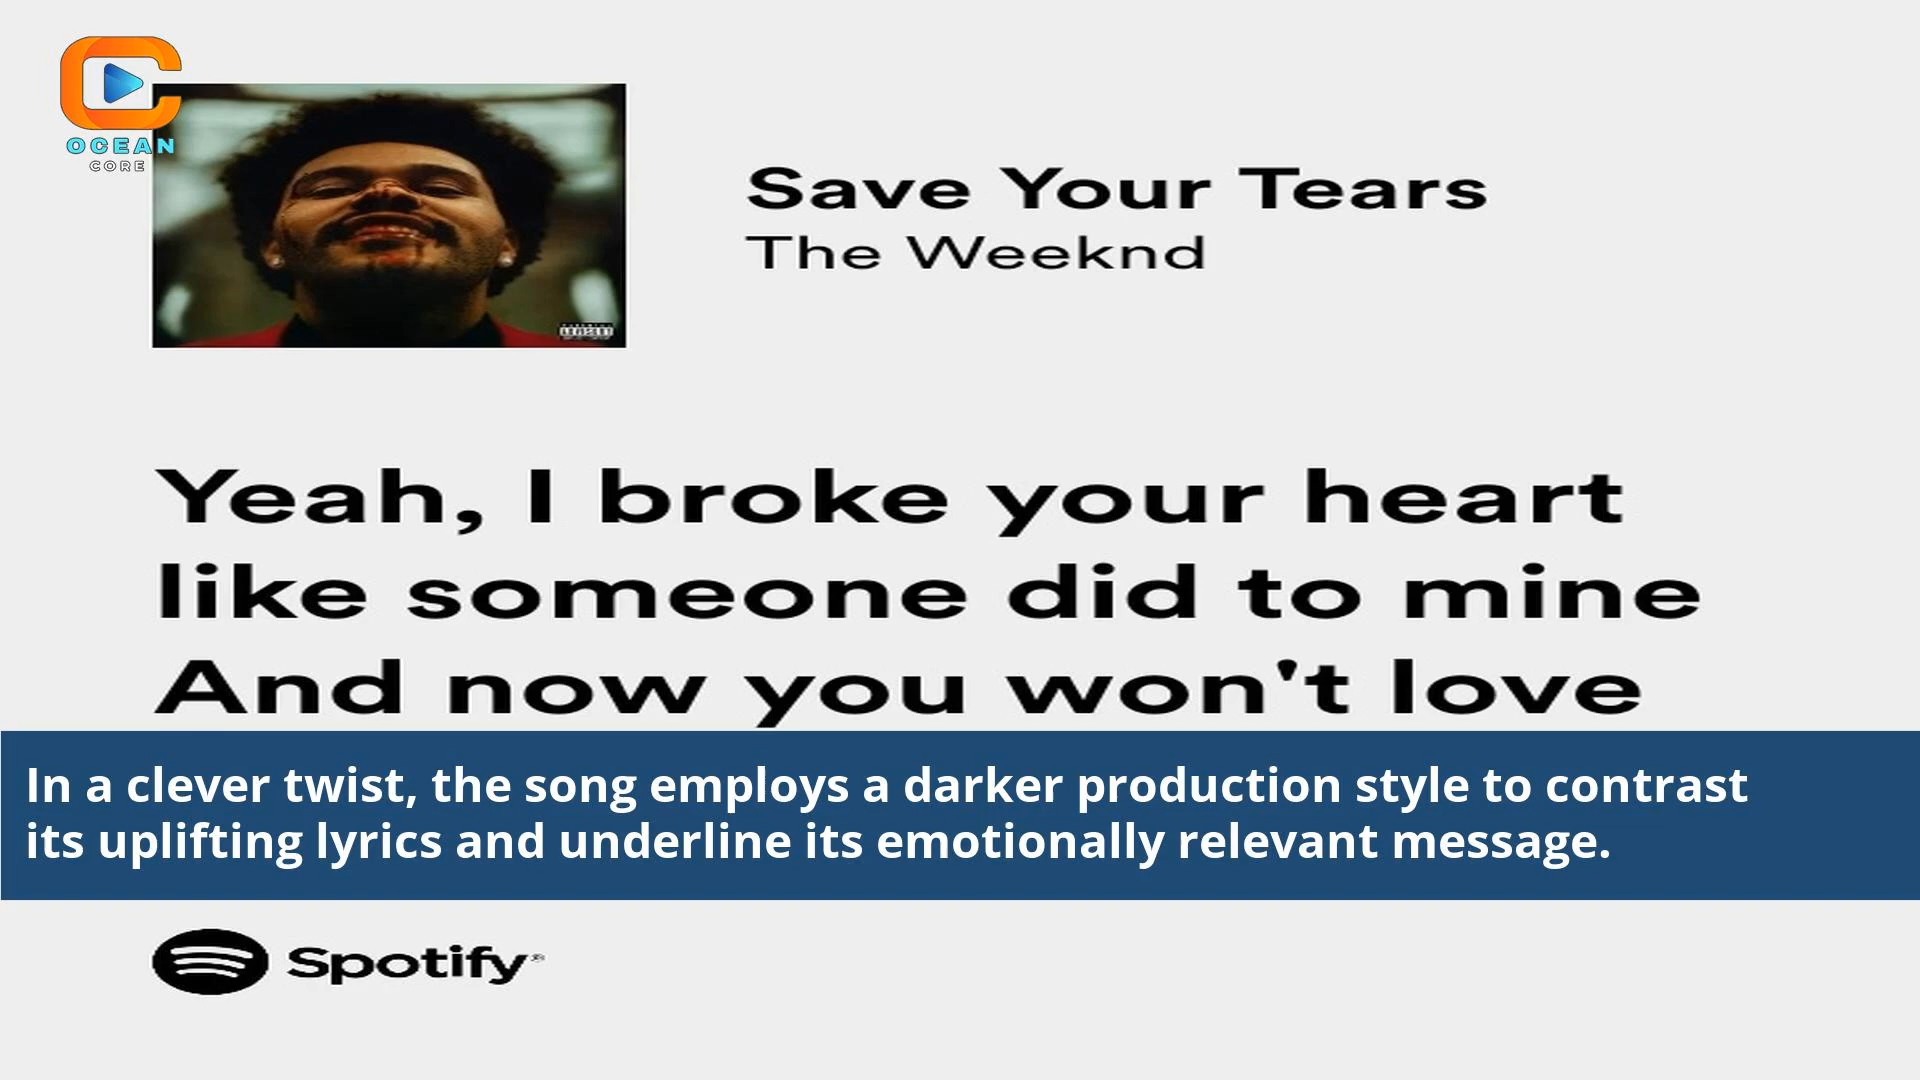 OCEAN
CORE
Save Your Tears
The Weeknd
Yeah, I broke your heart
like someone did to mine
And now you won't love
In a clever twist, the song employs a darker production style to contrast
its uplifting lyrics and underline its emotionally relevant message.
Spotify®